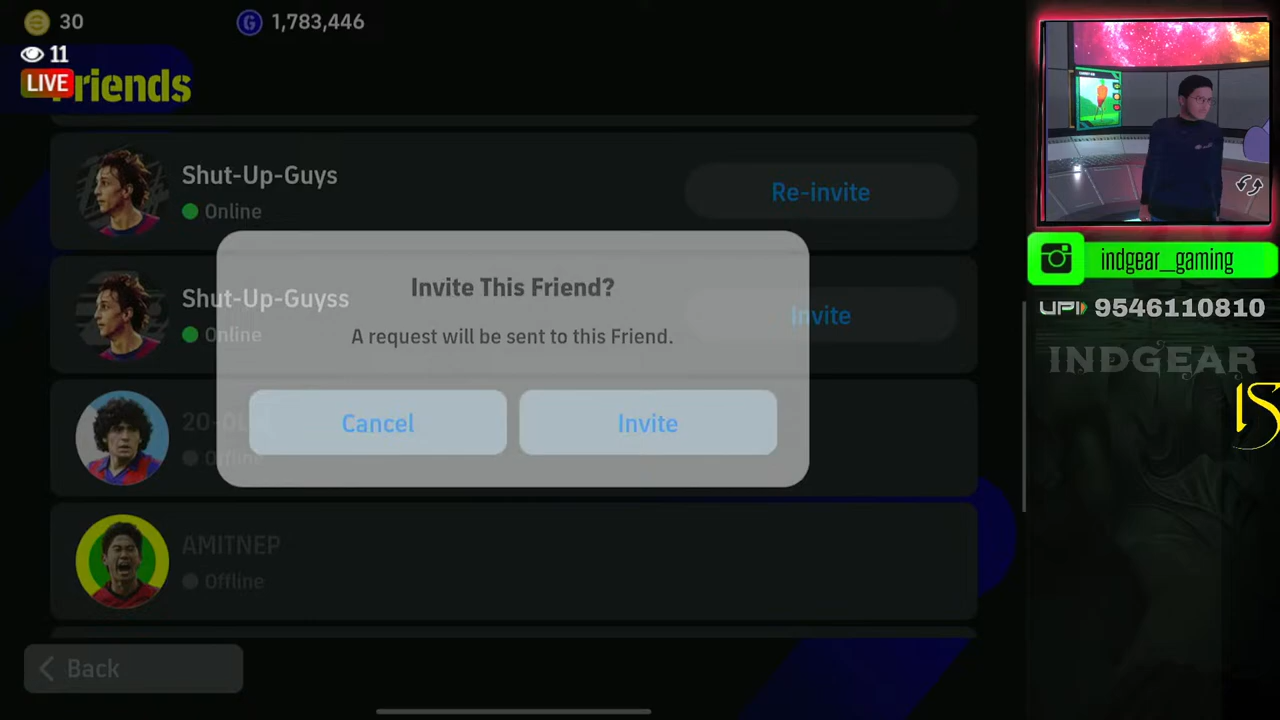 30
1,783,446
11
LIVE
Friends
Shut-Up-Guys
Online
Re-invite
Invite This Friend?
Shut-Up-Guyss
Online
Invite
A request will be sent to this Friend.
Cancel
Invite
Offline
AMITNEP
Offline
Back
indgear__gaming
UPI 9546110810
INDGEAR